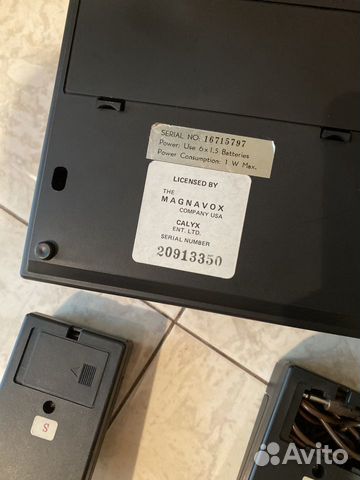 SERIAL NO: 16715797
Power: Use 6 x 1.5 Batteries
Power Consumption: 1 W Max.
LICENSED BY
THE
MAGNAVOX
COMPANY USA
CALYX
ENT. LTD.
SERIAL NUMBER
20913350
S
Avito